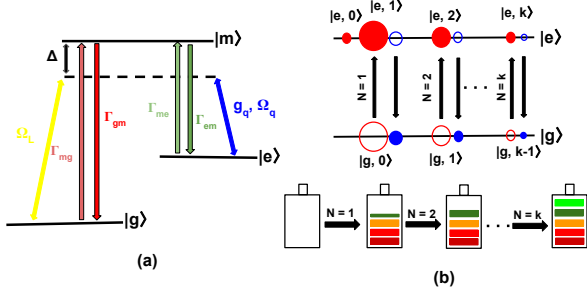 |m⟩
Δ
Ω_L
Γ_mg
Γ_gm
Γ_me
Γ_em
g_q, Ω_q
|e⟩
|g⟩
(a)
|e, 0⟩
|e, 1⟩
|e, 2⟩
|e, k⟩
|e⟩
N = 1
N = 2
. . .
N = k
|g⟩
|g, 0⟩
|g, 1⟩
|g, k-1⟩
N = 1
N = 2
. . .
N = k
(b)